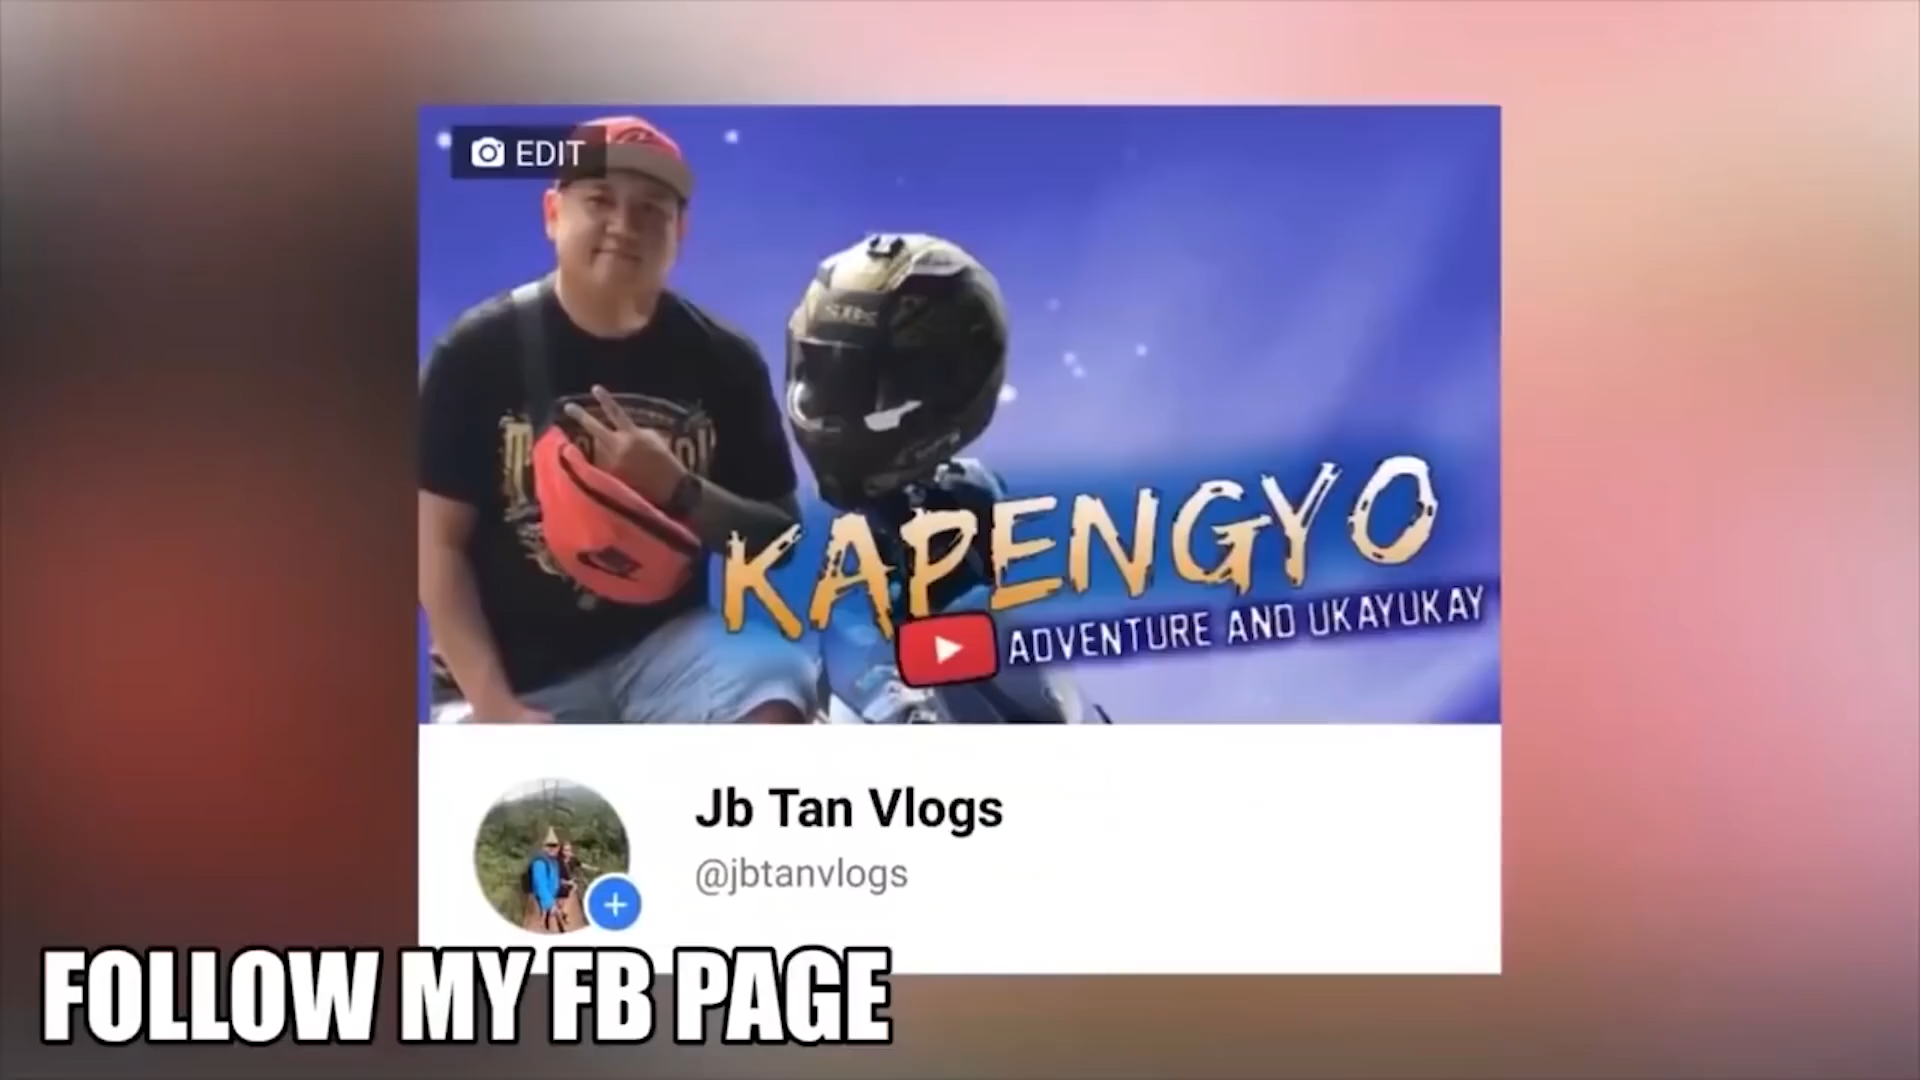 EDIT
KAPENGYO
ADVENTURE AND UKAYUKAY
Jb Tan Vlogs
@jbtanvlogs
FOLLOW MY FB PAGE